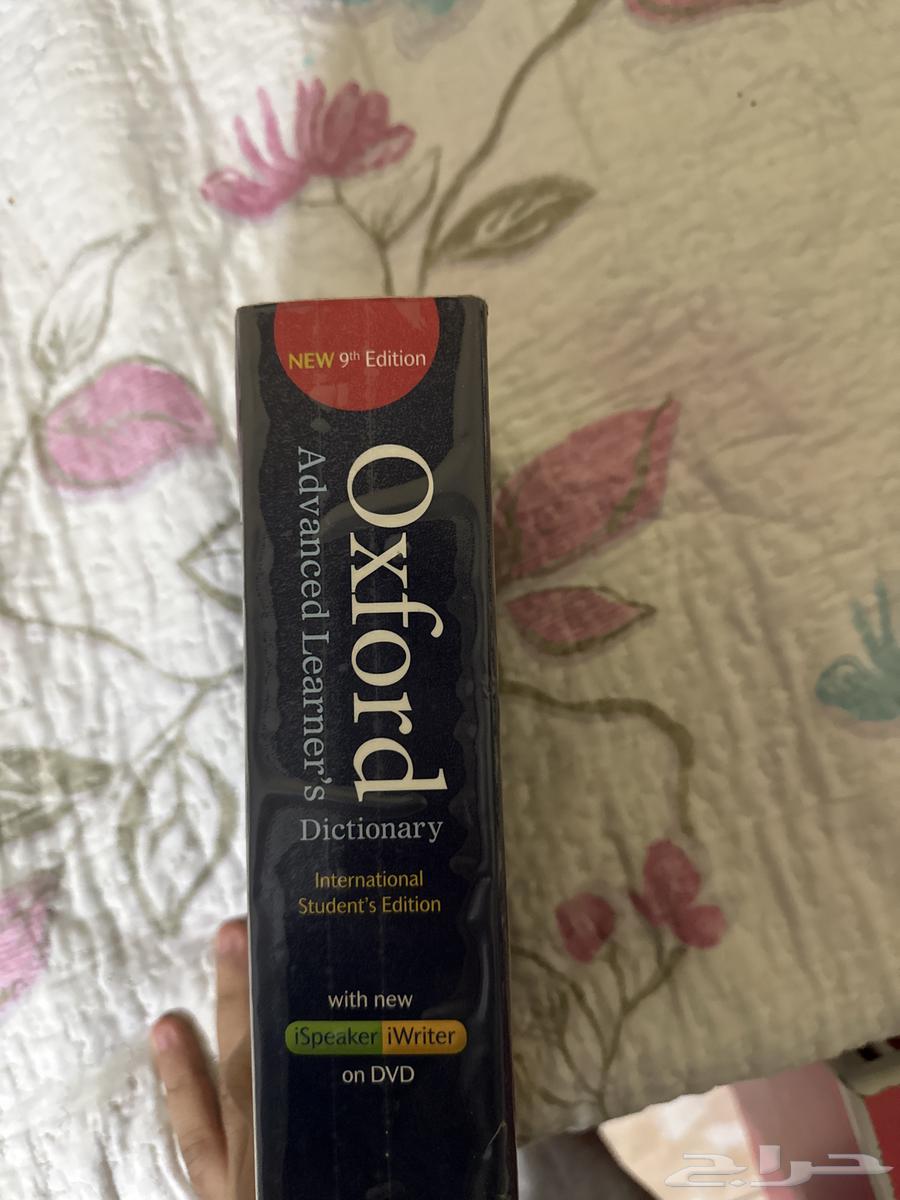 NEW 9th Edition
Oxford
Advanced Learner's
Dictionary
International
Student's Edition
with new
iSpeaker iWriter
on DVD
حراج